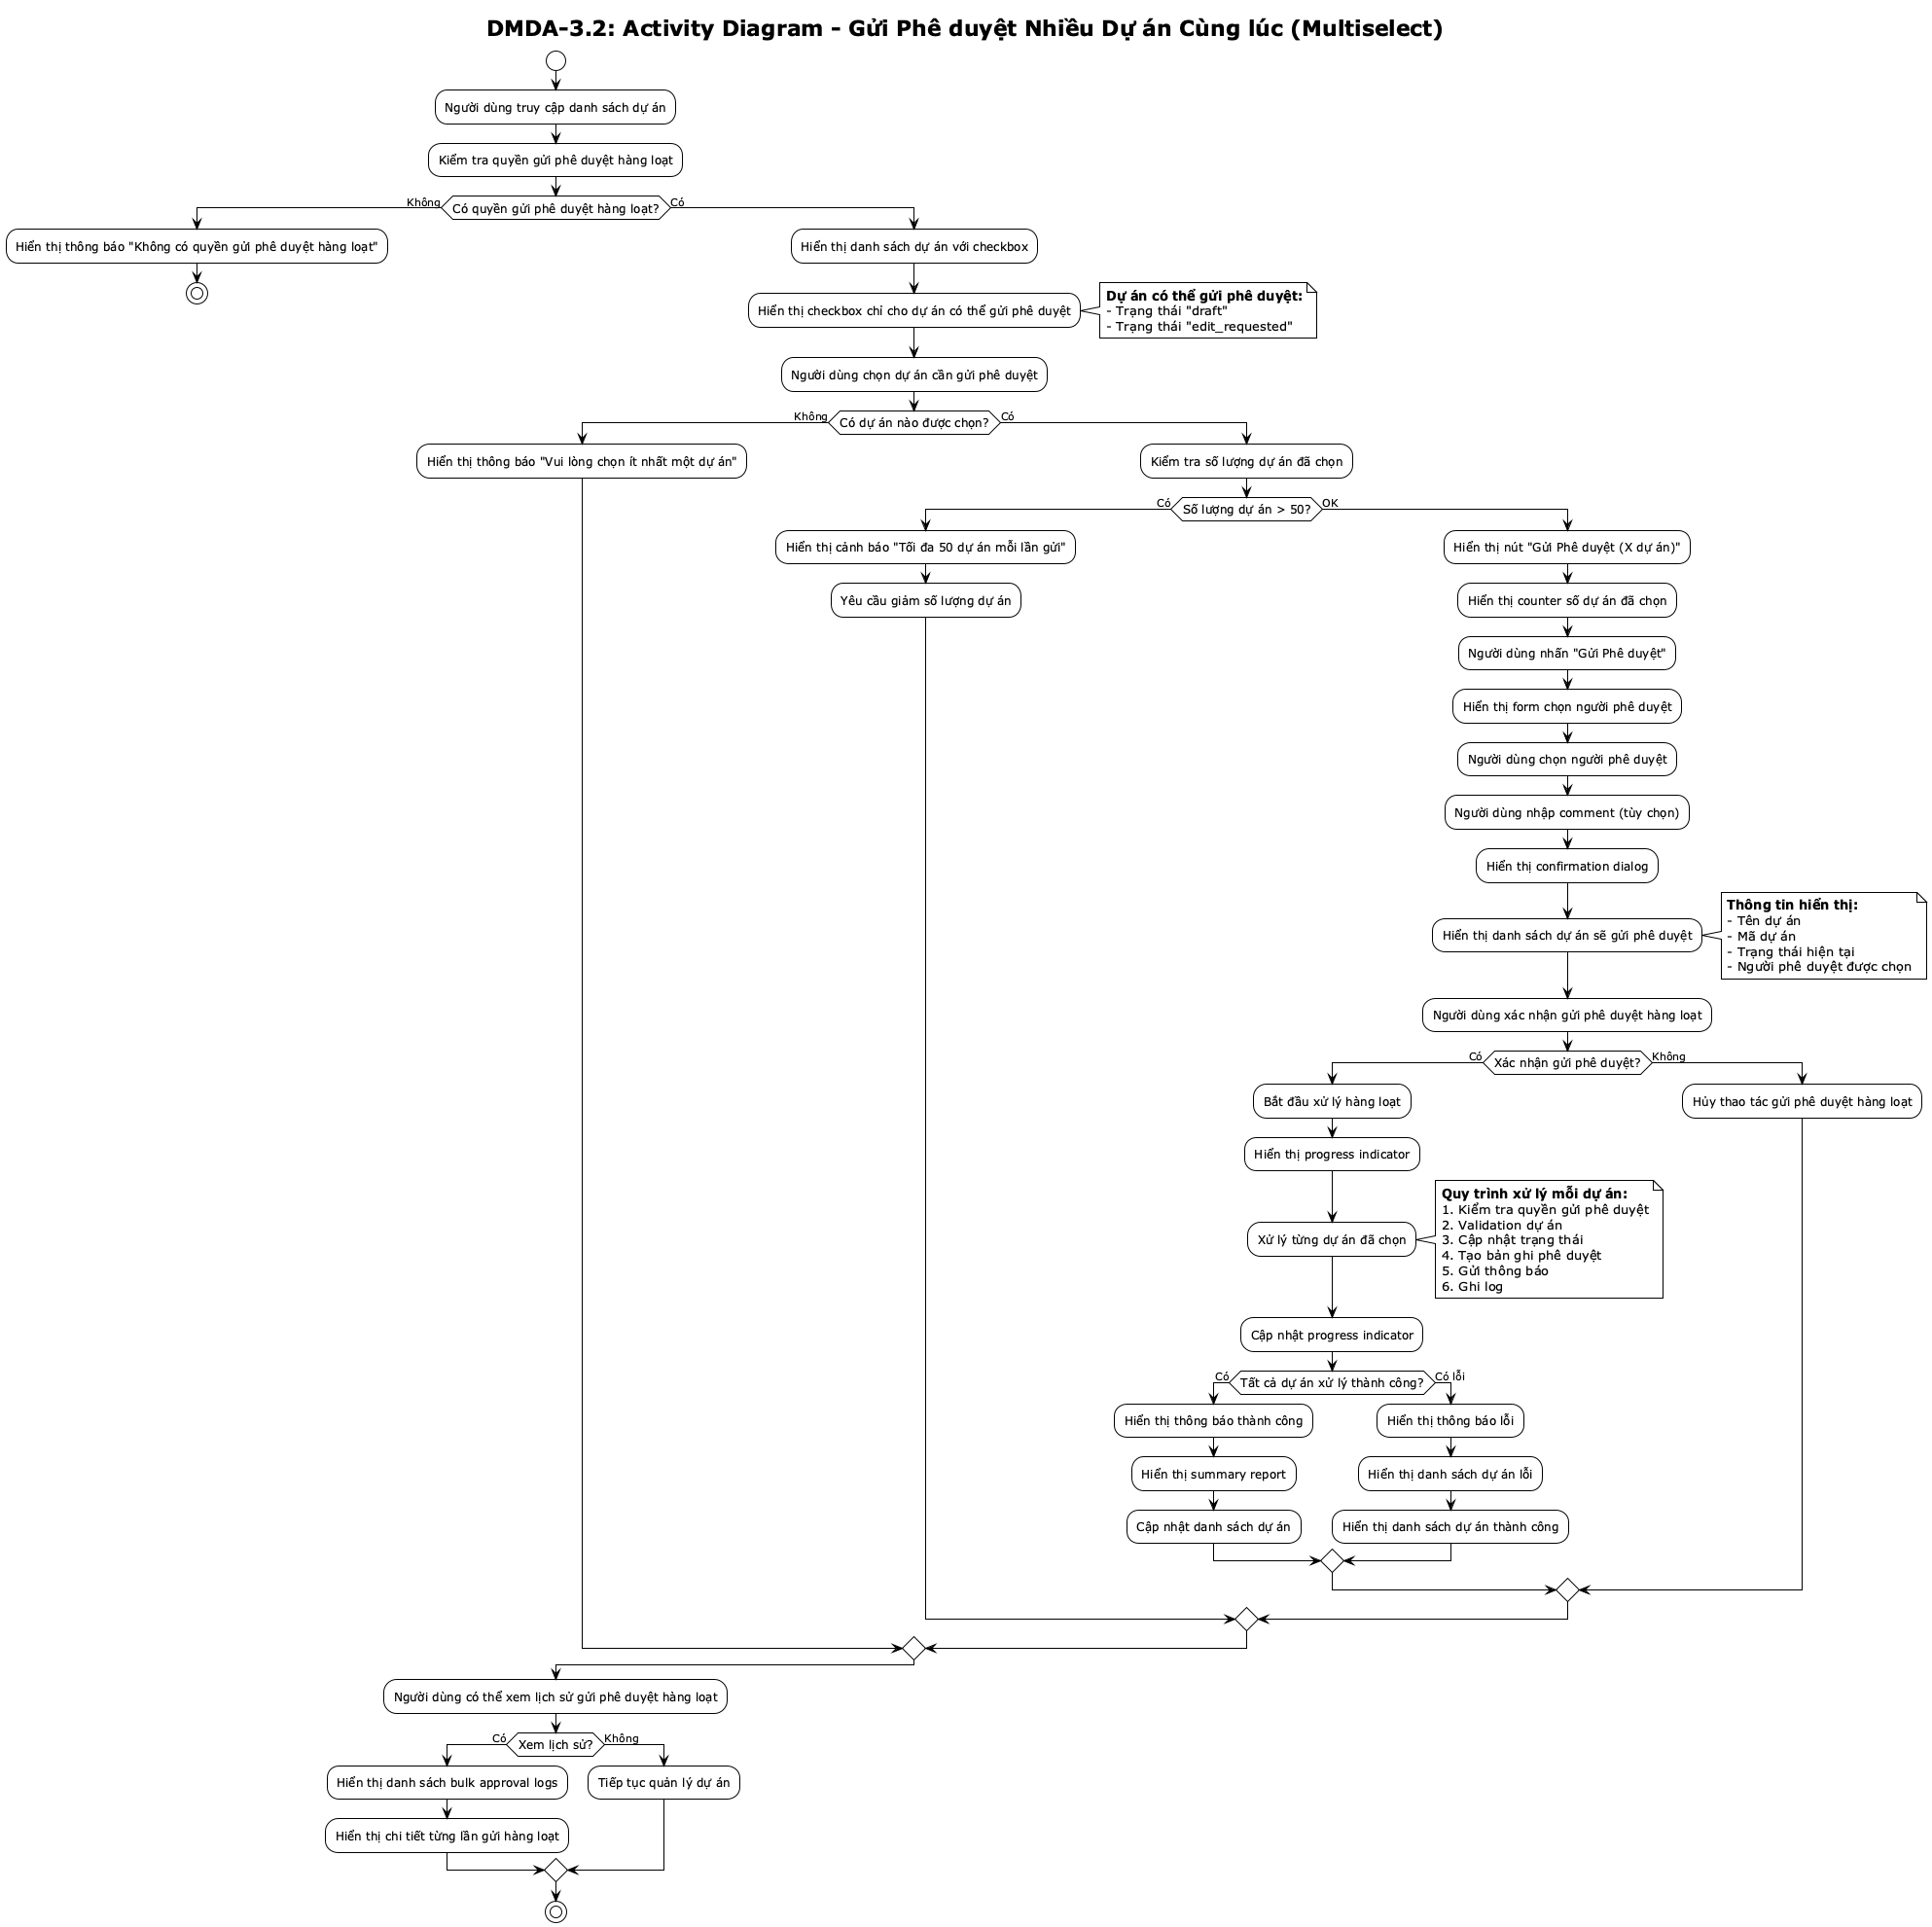 DMDA-3.2: Activity Diagram - Gửi Phê duyệt Nhiều Dự án Cùng lúc (Multiselect)
Người dùng truy cập danh sách dự án
Kiểm tra quyền gửi phê duyệt hàng loạt
Không
Có quyền gửi phê duyệt hàng loạt?
Có
Hiển thị thông báo "Không có quyền gửi phê duyệt hàng loạt"
Hiển thị danh sách dự án với checkbox
Hiển thị checkbox chỉ cho dự án có thể gửi phê duyệt
Dự án có thể gửi phê duyệt:
- Trạng thái "draft"
- Trạng thái "edit_requested"
Người dùng chọn dự án cần gửi phê duyệt
Không
Có dự án nào được chọn?
Có
Hiển thị thông báo "Vui lòng chọn ít nhất một dự án"
Kiểm tra số lượng dự án đã chọn
Có
Số lượng dự án > 50?
OK
Hiển thị cảnh báo "Tối đa 50 dự án mỗi lần gửi"
Yêu cầu giảm số lượng dự án
Hiển thị nút "Gửi Phê duyệt (X dự án)"
Hiển thị counter số dự án đã chọn
Người dùng nhấn "Gửi Phê duyệt"
Hiển thị form chọn người phê duyệt
Người dùng chọn người phê duyệt
Người dùng nhập comment (tùy chọn)
Hiển thị confirmation dialog
Hiển thị danh sách dự án sẽ gửi phê duyệt
Thông tin hiển thị:
- Tên dự án
- Mã dự án
- Trạng thái hiện tại
- Người phê duyệt được chọn
Người dùng xác nhận gửi phê duyệt hàng loạt
Có
Xác nhận gửi phê duyệt?
Không
Bắt đầu xử lý hàng loạt
Hủy thao tác gửi phê duyệt hàng loạt
Hiển thị progress indicator
Xử lý từng dự án đã chọn
Quy trình xử lý mỗi dự án:
1. Kiểm tra quyền gửi phê duyệt
2. Validation dự án
3. Cập nhật trạng thái
4. Tạo bản ghi phê duyệt
5. Gửi thông báo
6. Ghi log
Cập nhật progress indicator
Có
Tất cả dự án xử lý thành công?
Có lỗi
Hiển thị thông báo thành công
Hiển thị summary report
Cập nhật danh sách dự án
Hiển thị thông báo lỗi
Hiển thị danh sách dự án lỗi
Hiển thị danh sách dự án thành công
Người dùng có thể xem lịch sử gửi phê duyệt hàng loạt
Có
Xem lịch sử?
Không
Hiển thị danh sách bulk approval logs
Hiển thị chi tiết từng lần gửi hàng loạt
Tiếp tục quản lý dự án